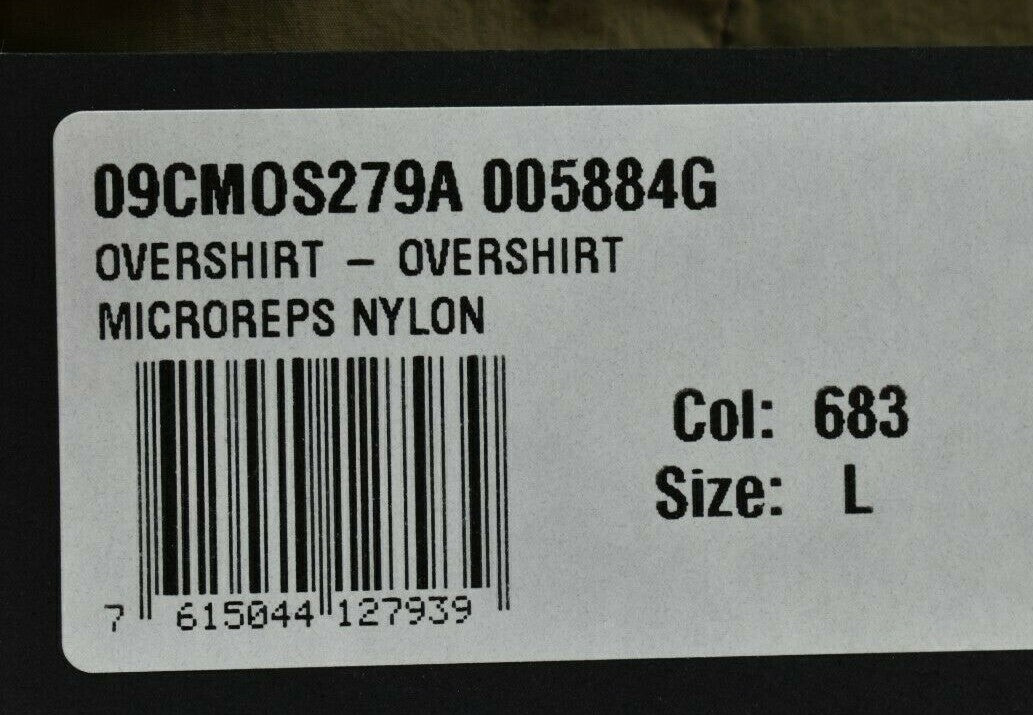 09CMOS279A 005884G
OVERSHIRT – OVERSHIRT
MICROREPS NYLON
Col: 683
Size: L
7 615044 127939